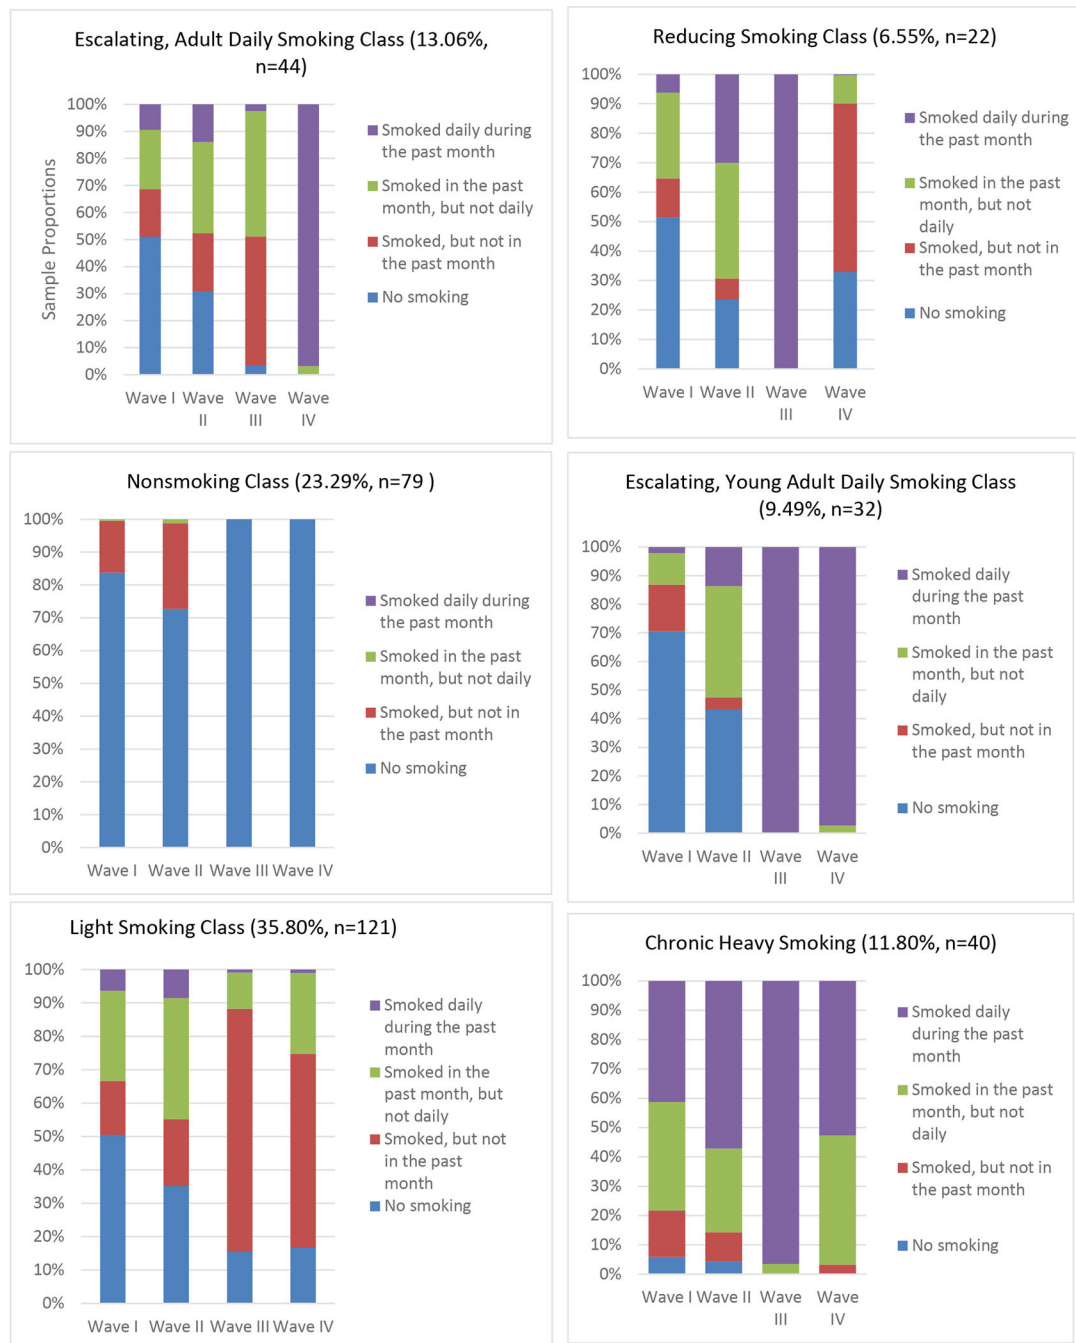 Escalating, Adult Daily Smoking Class (13.06%,
n=44)
Sample Proportions
100%
90%
80%
70%
60%
50%
40%
30%
20%
10%
0%
Wave I Wave II Wave III Wave IV
Smoked daily during
the past month
Smoked in the past
month, but not daily
Smoked, but not in
the past month
No smoking
Reducing Smoking Class (6.55%, n=22)
100%
90%
80%
70%
60%
50%
40%
30%
20%
10%
0%
Wave I Wave II Wave III Wave IV
Smoked daily during
the past month
Smoked in the past
month, but not
daily
Smoked, but not in
the past month
No smoking
Nonsmoking Class (23.29%, n=79 )
100%
90%
80%
70%
60%
50%
40%
30%
20%
10%
0%
Wave I Wave II Wave III Wave IV
Smoked daily during
the past month
Smoked in the past
month, but not daily
Smoked, but not in
the past month
No smoking
Escalating, Young Adult Daily Smoking Class
(9.49%, n=32)
100%
90%
80%
70%
60%
50%
40%
30%
20%
10%
0%
Wave I Wave II Wave III Wave IV
Smoked daily
during the past
month
Smoked in the past
month, but not
daily
Smoked, but not in
the past month
No smoking
Light Smoking Class (35.80%, n=121)
100%
90%
80%
70%
60%
50%
40%
30%
20%
10%
0%
Wave I Wave II Wave III Wave IV
Smoked daily
during the past
month
Smoked in the
past month, but
not daily
Smoked, but not
in the past
month
No smoking
Chronic Heavy Smoking (11.80%, n=40)
100%
90%
80%
70%
60%
50%
40%
30%
20%
10%
0%
Wave I Wave II Wave III Wave IV
Smoked daily
during the past
month
Smoked in the past
month, but not
daily
Smoked, but not in
the past month
No smoking